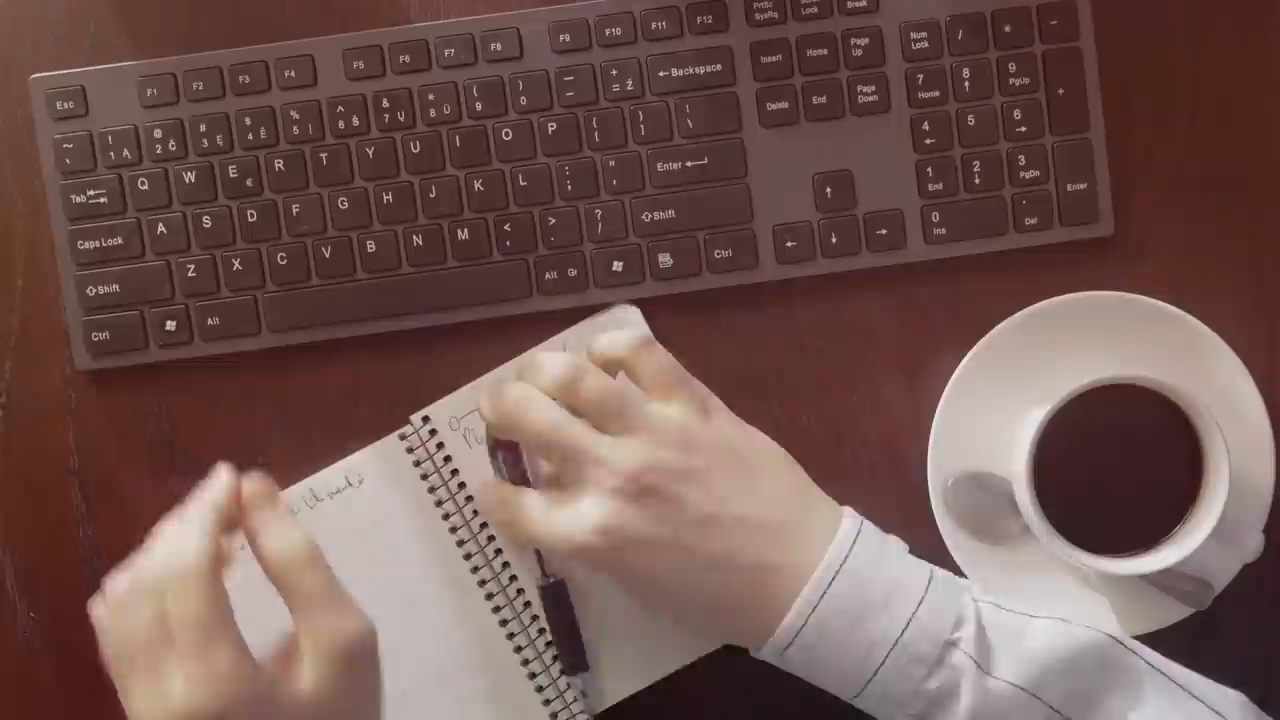 Esc F1 F2 F3 F4 F5 F6 F7 F8 F9 F10 F11 F12 PrtSc SysRq Scroll Lock Break
~ ` ! 1 Ą @ 2 Č # 3 Ę $ 4 Ė % 5 Į ^ 6 Š & 7 Ų * 8 Ū ( 9 ) 0 — – + = Ž ←Backspace Insert Home Page Up Num Lock / * −
Tab Q W E € R T Y U I O P { [ } ] | \ Delete End Page Down 7 Home 8 ↑ 9 PgUp +
Caps Lock A S D F G H J K L : ; " ' Enter 4 ← 5 6 →
⇧Shift Z X C V B N M < , > . ? / ⇧Shift ↑ 1 End 2 ↓ 3 PgDn Enter
Ctrl Alt Alt Gr Ctrl ← ↓ → 0 Ins . Del